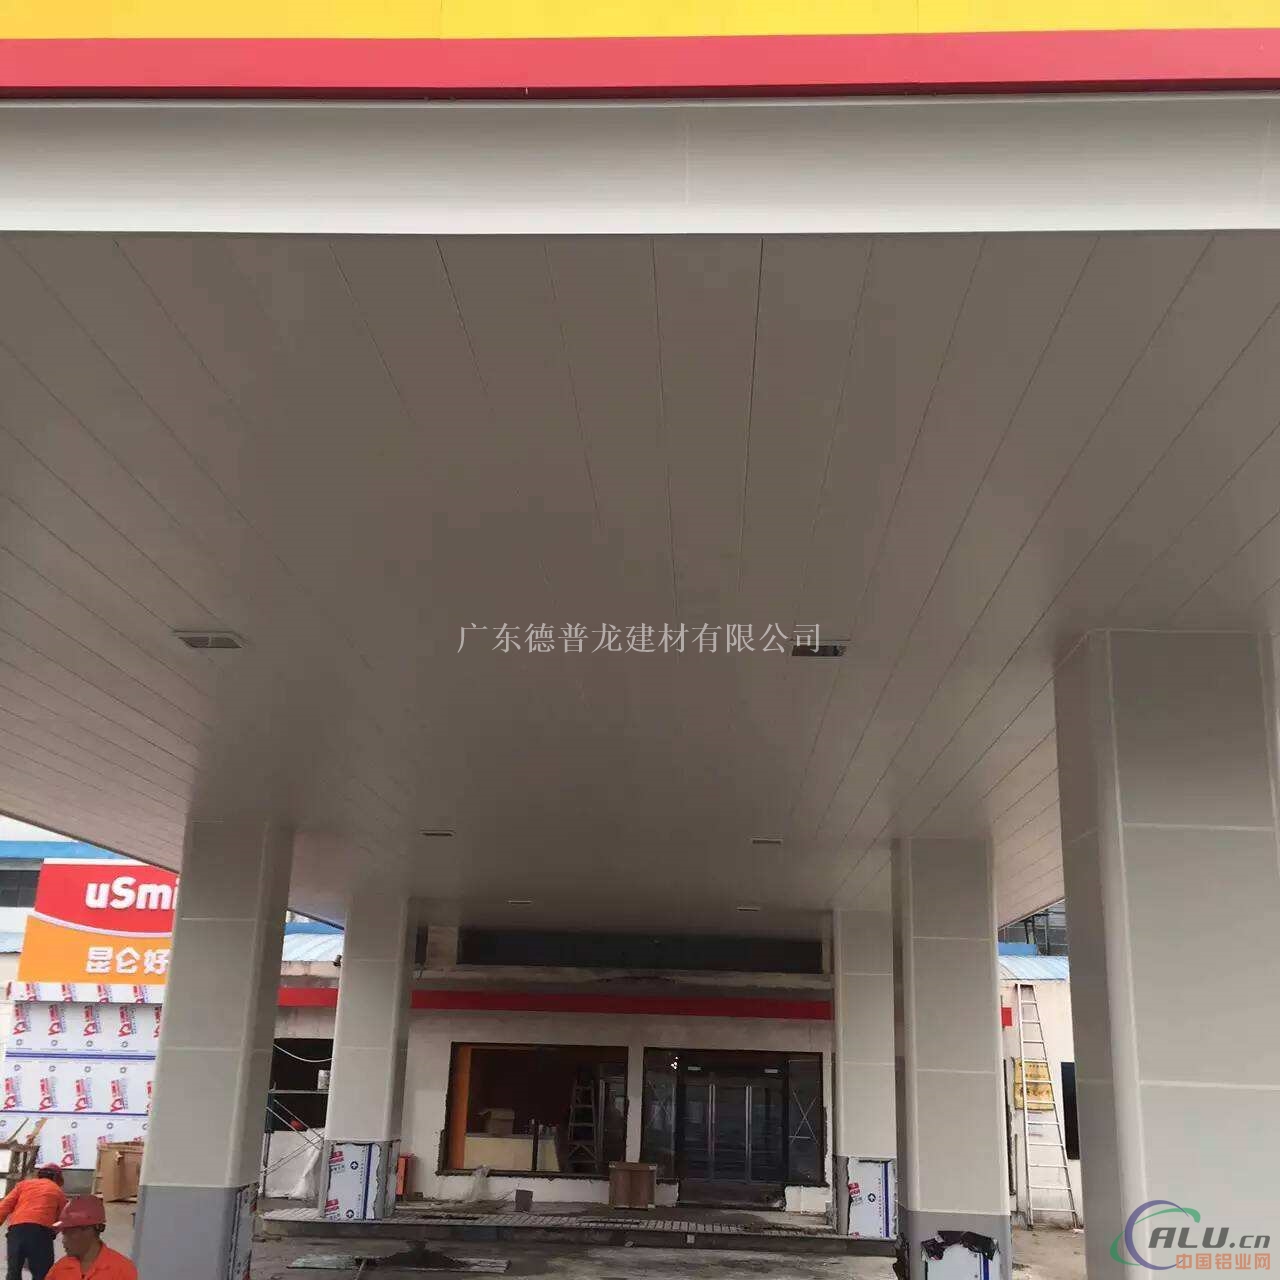 广东德普龙建材有限公司
uSmi
昆仑好
ALU.cn
中国铝业网